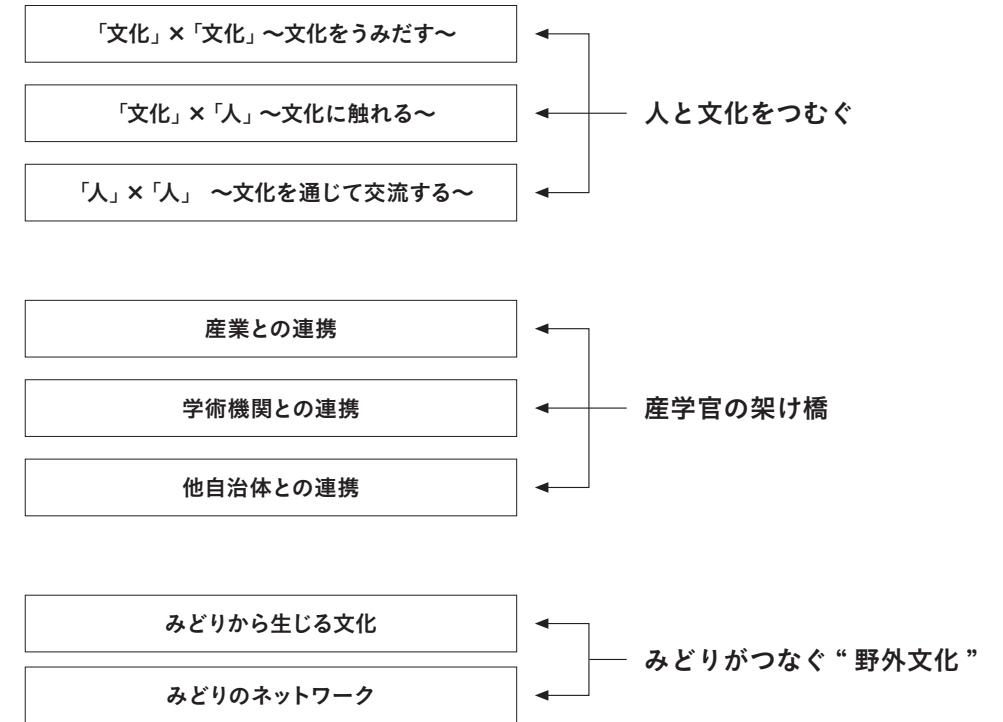 「文化」×「文化」～文化をうみだす～
「文化」×「人」～文化に触れる～
「人」×「人」 ～文化を通じて交流する～
人と文化をつむぐ
産業との連携
学術機関との連携
他自治体との連携
産学官の架け橋
みどりから生じる文化
みどりのネットワーク
みどりがつなぐ“野外文化”